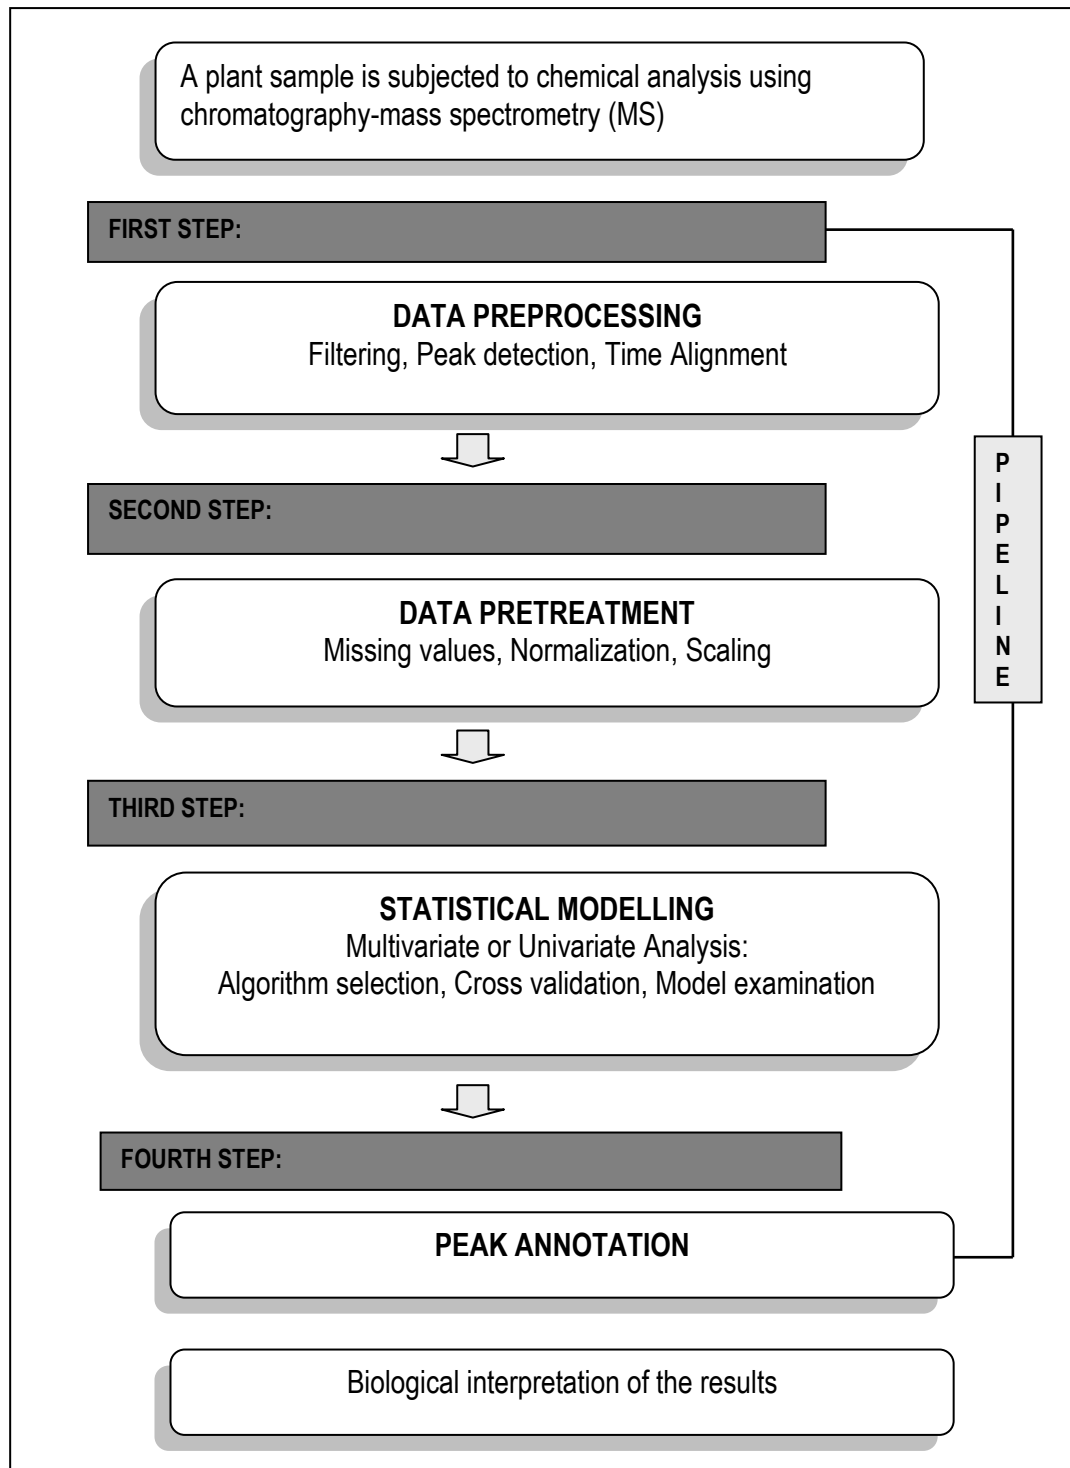 A plant sample is subjected to chemical analysis using
chromatography-mass spectrometry (MS)
FIRST STEP:
DATA PREPROCESSING
Filtering, Peak detection, Time Alignment
SECOND STEP:
DATA PRETREATMENT
Missing values, Normalization, Scaling
THIRD STEP:
STATISTICAL MODELLING
Multivariate or Univariate Analysis:
Algorithm selection, Cross validation, Model examination
FOURTH STEP:
PEAK ANNOTATION
Biological interpretation of the results
PIPELINE